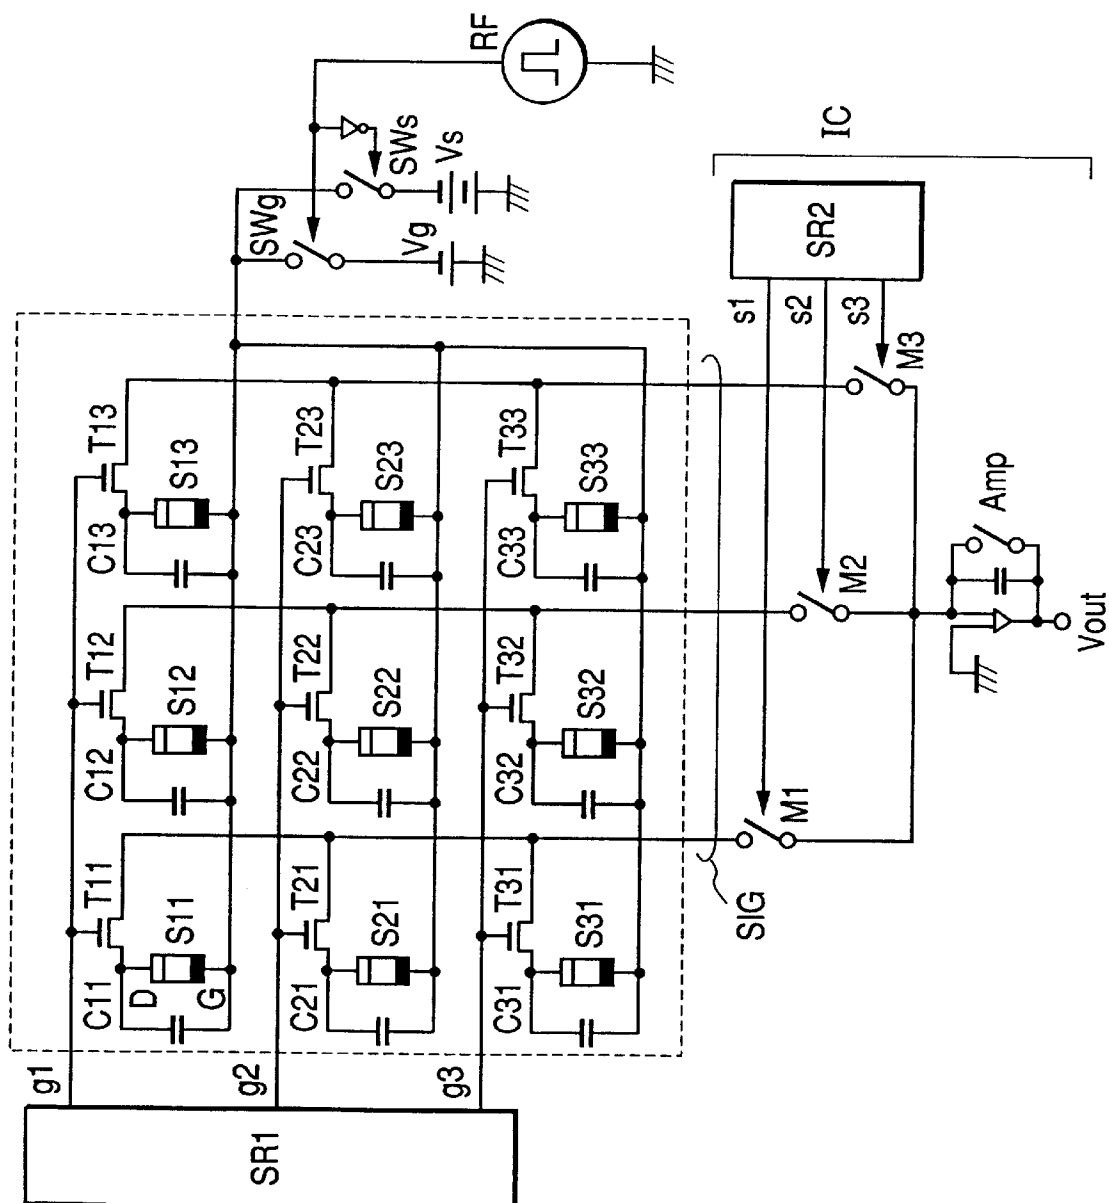 RF
SWg
SWs
Vg
Vs
T13
T12
T11
C13
S13
C12
S12
C11
D
S11
G
g1
T23
T22
T21
C23
S23
C22
S22
C21
S21
g2
T33
T32
T31
C33
S33
C32
S32
C31
S31
g3
SR1
SIG
IC
SR2
s1
s2
s3
M3
M2
M1
Amp
Vout